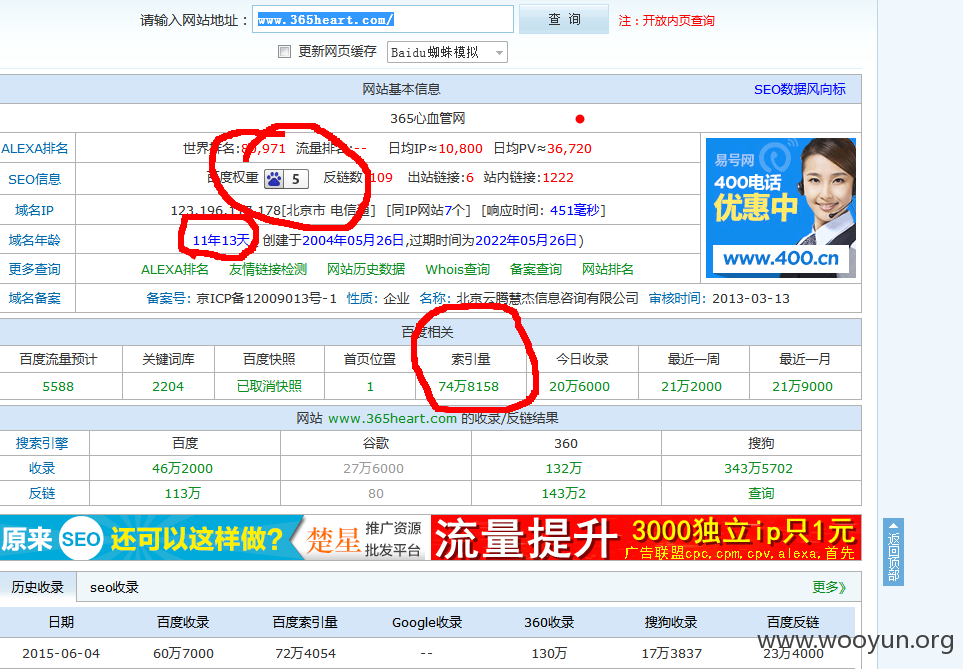 请输入网站地址： www.365heart.com/ 查 询 注：开放内页查询
更新网页缓存 Baidu蜘蛛模拟
网站基本信息 SEO数据风向标
365心血管网
ALEXA排名 世界排名: ,971 流量排名:-- 日均IP≈10,800 日均PV≈36,720
SEO信息 百度权重 5 反链数 109 出站链接:6 站内链接:1222
域名IP 123.196. .178[北京市 电信通] [同IP网站7个] [响应时间：451毫秒]
域名年龄 11年13天 (创建于2004年05月26日,过期时间为2022年05月26日)
更多查询 ALEXA排名 友情链接检测 网站历史数据 Whois查询 备案查询 网站排名
域名备案 备案号：京ICP备12009013号-1 性质：企业 名称：北京云腾慧杰信息咨询有限公司 审核时间：2013-03-13
易号网
400电话
优惠中
www.400.cn
百度相关
百度流量预计 关键词库 百度快照 首页位置 索引量 今日收录 最近一周 最近一月
5588 2204 已取消快照 1 74万8158 20万6000 21万2000 21万9000
网站 www.365heart.com 的收录/反链结果
搜索引擎 百度 谷歌 360 搜狗
收录 46万2000 27万6000 132万 343万5702
反链 113万 80 143万2 查询
原来 SEO 还可以这样做? 楚星 推广资源 批发平台 流量提升 3000独立ip只1元
广告联盟cpc,cpm,cpv,alexa,首先
返回顶部
历史收录 seo收录 更多》
日期 百度收录 百度索引量 Google收录 360收录 搜狗收录 百度反链
2015-06-04 60万7000 72万4054 -- 130万 17万3837 23万4000
www.wooyun.org